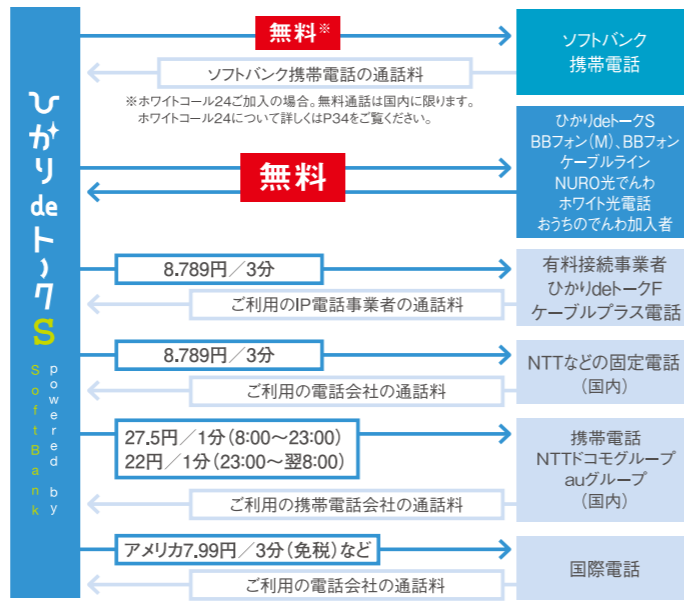 ひかりdeトークS
powered by
SoftBank
無料※
ソフトバンク携帯電話の通話料
ソフトバンク
携帯電話
※ホワイトコール24ご加入の場合。無料通話は国内に限ります。
ホワイトコール24について詳しくはP34をご覧ください。
無料
ひかりdeトークS
BBフォン(M)、BBフォン
ケーブルライン
NURO光でんわ
ホワイト光電話
おうちのでんわ加入者
8.789円/3分
ご利用のIP電話事業者の通話料
有料接続事業者
ひかりdeトークF
ケーブルプラス電話
8.789円/3分
ご利用の電話会社の通話料
NTTなどの固定電話
(国内)
27.5円/1分(8:00〜23:00)
22円/1分(23:00〜翌8:00)
ご利用の携帯電話会社の通話料
携帯電話
NTTドコモグループ
auグループ
(国内)
アメリカ7.99円/3分(免税)など
ご利用の電話会社の通話料
国際電話